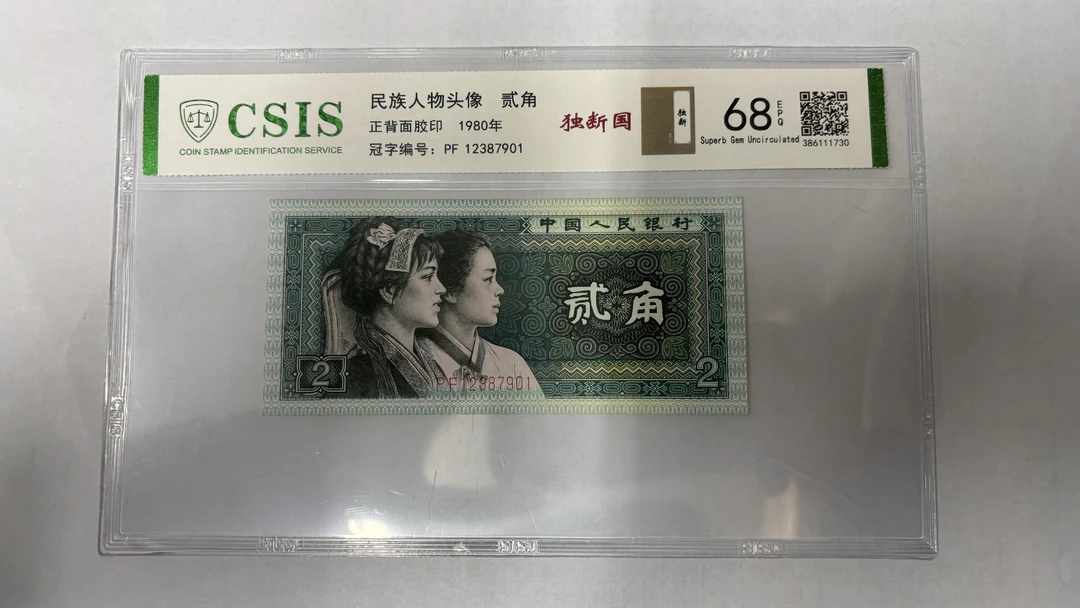 CSIS
COIN STAMP IDENTIFICATION SERVICE
民族人物头像 贰角
正背面胶印 1980年
冠字编号：PF 12387901
独断国
独断
68
EPQ
Superb Gem Uncirculated
386111730
中国人民银行
贰角
2
PF 12387901
2